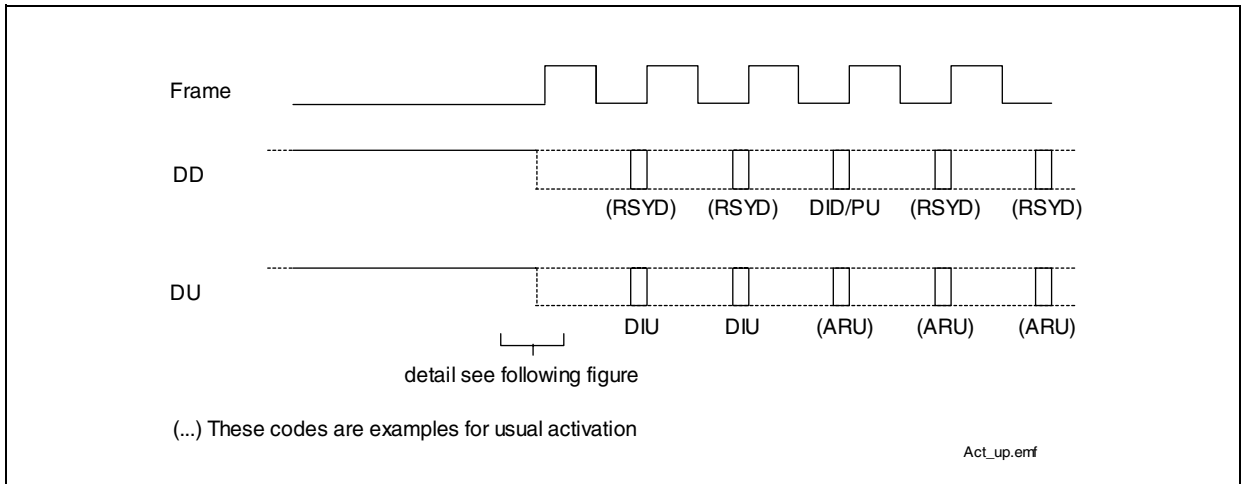 Frame
DD
(RSYD) (RSYD) DID/PU (RSYD) (RSYD)
DU
DIU DIU (ARU) (ARU) (ARU)
detail see following figure
(...) These codes are examples for usual activation
Act_up.emf